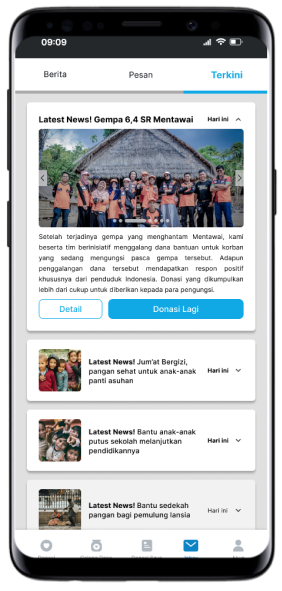 09:09
Berita Pesan Terkini
Latest News! Gempa 6,4 SR Mentawai Hari ini
Setelah terjadinya gempa yang menghantam Mentawai, kami
beserta tim berinisiatif menggalang dana bantuan untuk korban
yang sedang mengungsi pasca gempa tersebut. Adapun
penggalangan dana tersebut mendapatkan respon positif
khususnya dari penduduk Indonesia. Donasi yang dikumpulkan
lebih dari cukup untuk diberikan kepada para pengungsi.
Detail Donasi Lagi
Latest News! Jum'at Bergizi,
pangan sehat untuk anak-anak
panti asuhan
Hari ini
Latest News! Bantu anak-anak
putus sekolah melanjutkan
pendidikannya
Hari ini
Latest News! Bantu sedekah
pangan bagi pemulung lansia
Hari ini